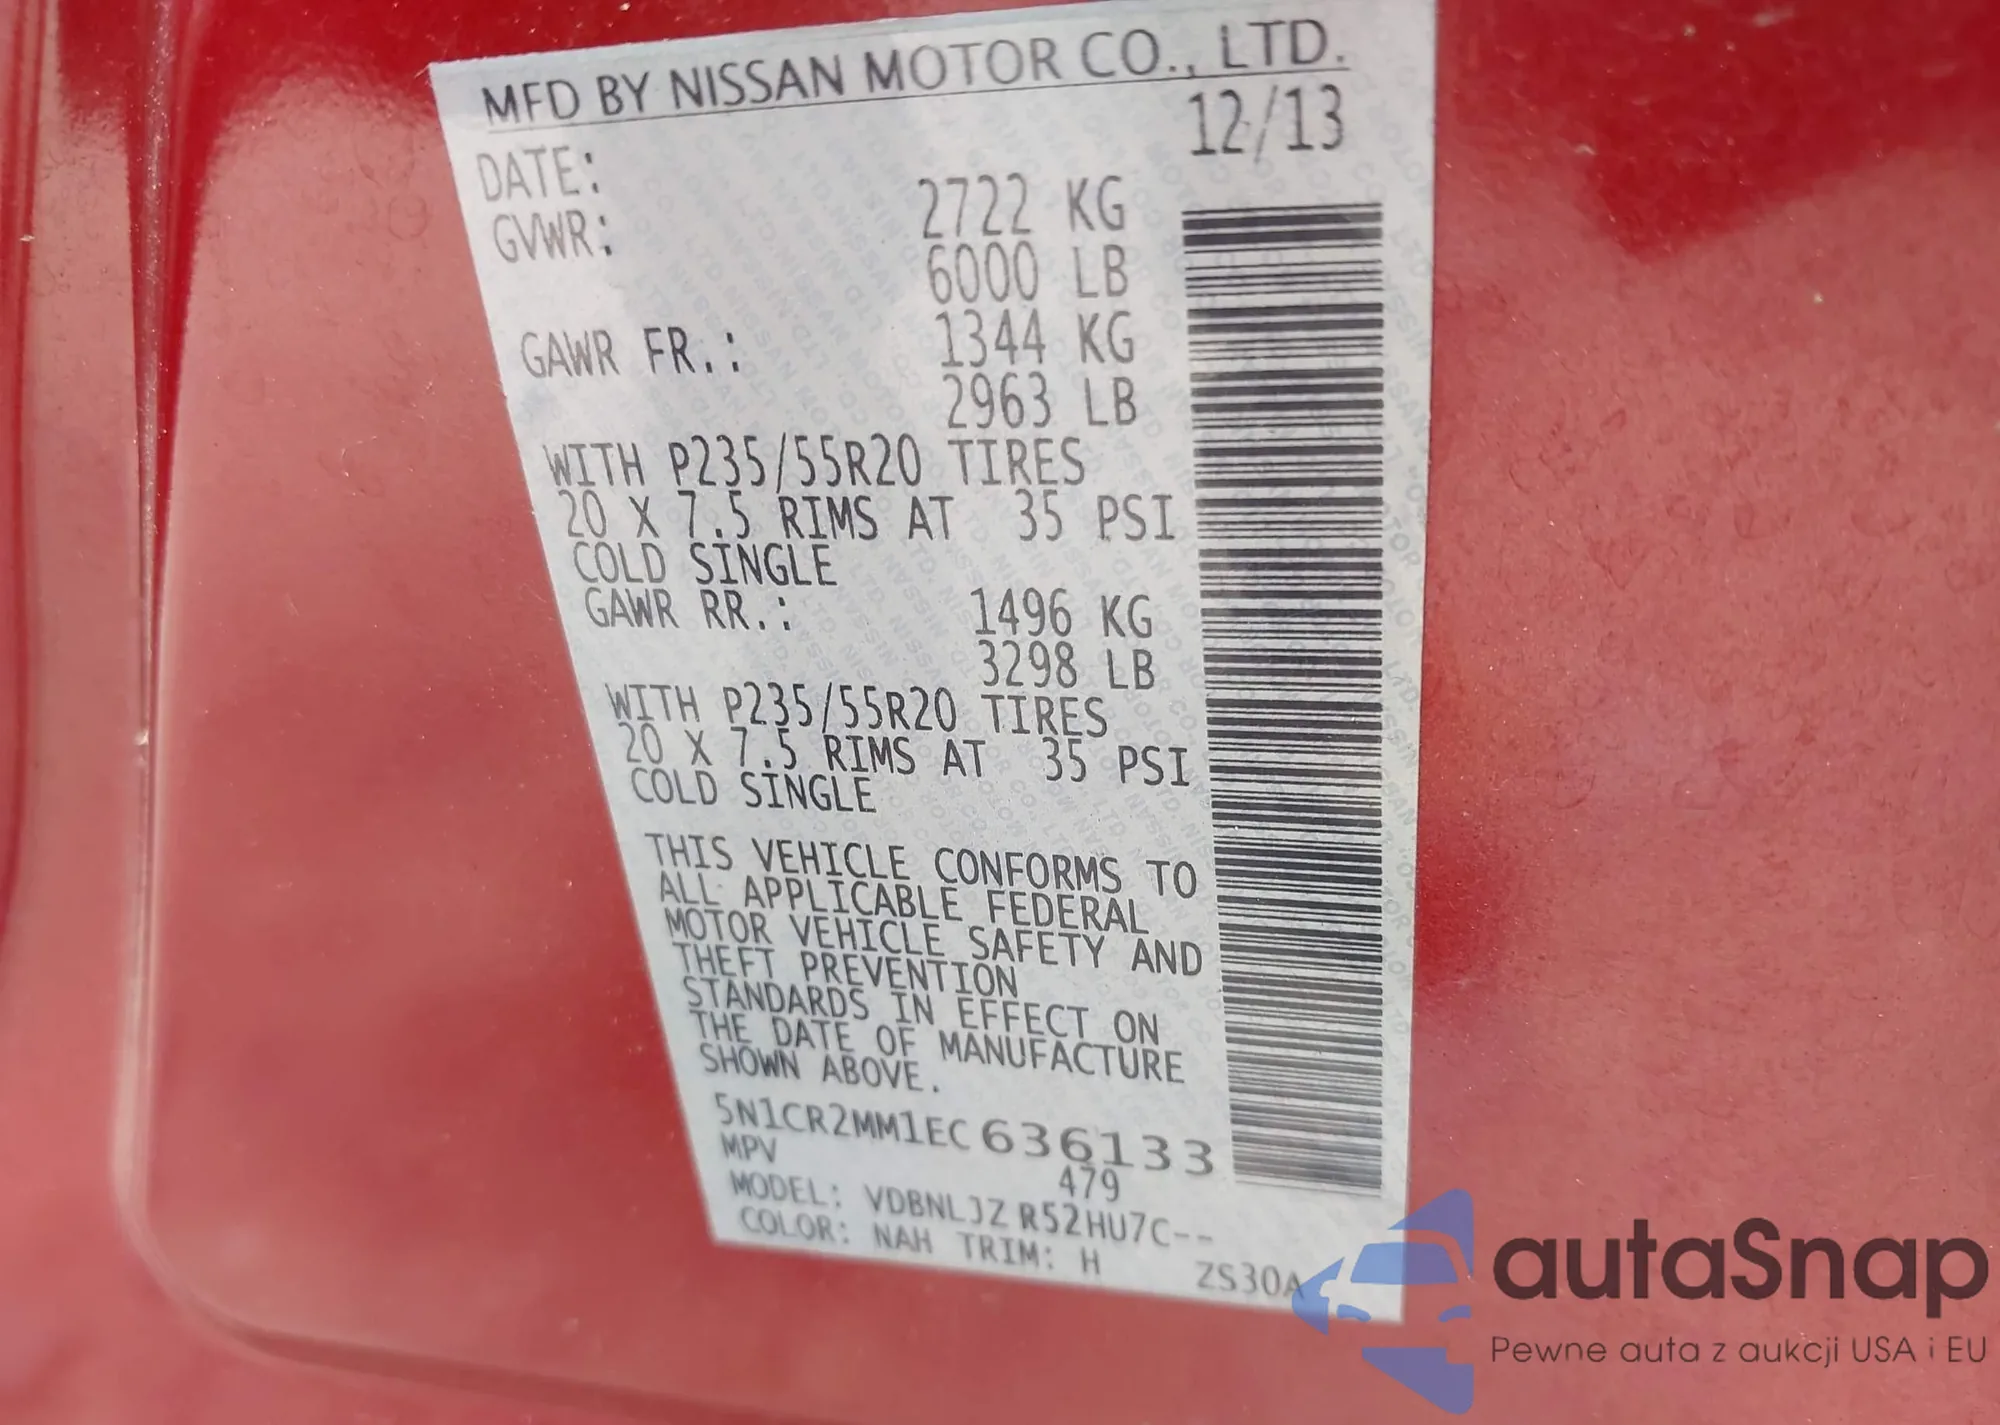 MFD BY NISSAN MOTOR CO., LTD.
DATE: 12/13
GVWR: 2722 KG
6000 LB
GAWR FR.: 1344 KG
2963 LB
WITH P235/55R20 TIRES
20 X 7.5 RIMS AT 35 PSI
COLD SINGLE
GAWR RR.: 1496 KG
3298 LB
WITH P235/55R20 TIRES
20 X 7.5 RIMS AT 35 PSI
COLD SINGLE
THIS VEHICLE CONFORMS TO
ALL APPLICABLE FEDERAL
MOTOR VEHICLE SAFETY AND
THEFT PREVENTION
STANDARDS IN EFFECT ON
THE DATE OF MANUFACTURE
SHOWN ABOVE.
5N1CR2MM1EC636133
MPV 479
MODEL: VDBNLJZ R52HU7C--
COLOR: NAH TRIM: H ZS30A
autaSnap
Pewne auta z aukcji USA i EU